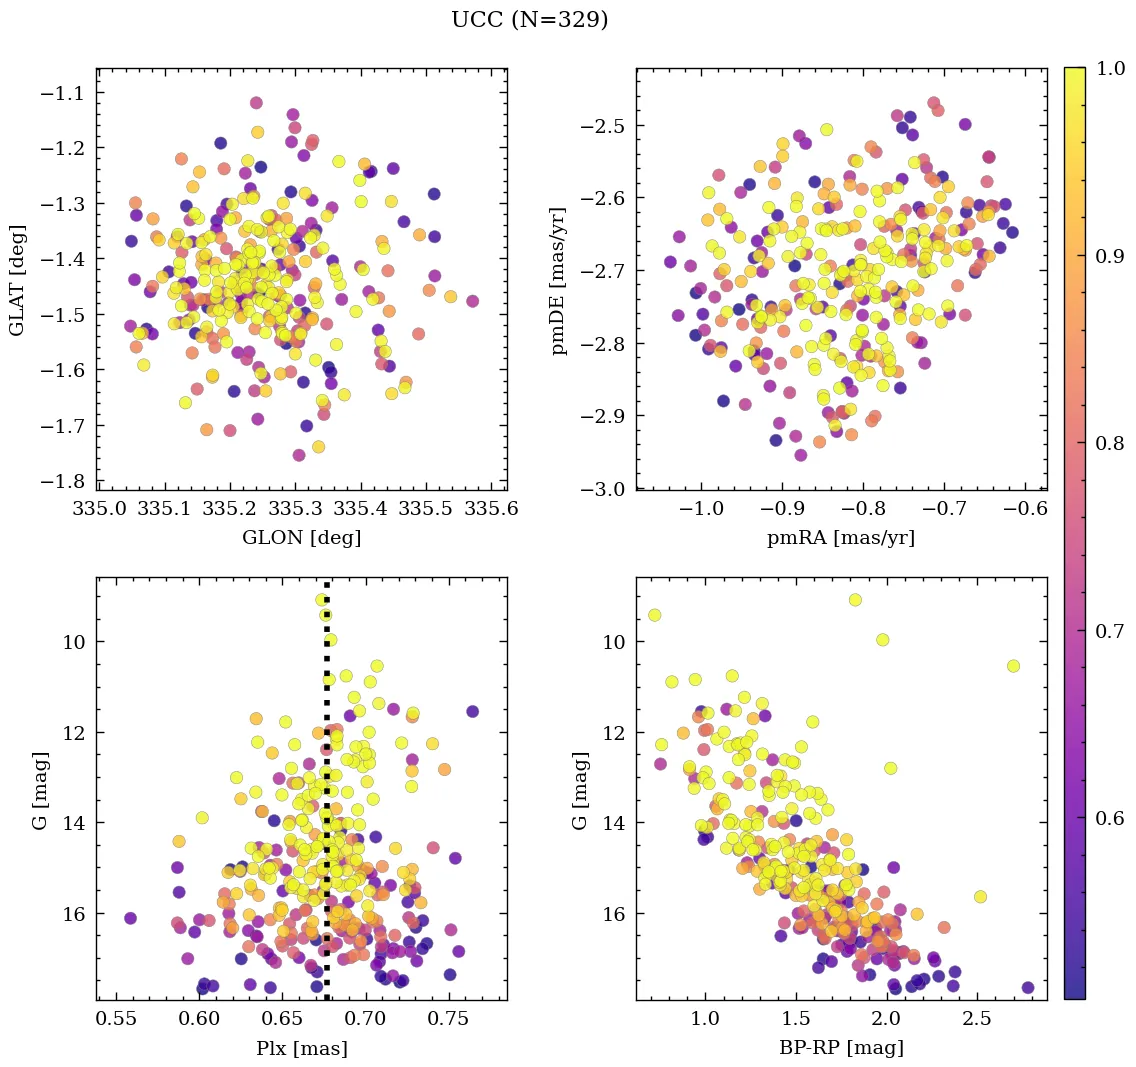 UCC (N=329)
−1.1
−1.2
−1.3
−1.4
−1.5
−1.6
−1.7
−1.8
GLAT [deg]
335.0 335.1 335.2 335.3 335.4 335.5 335.6
GLON [deg]
−2.5
−2.6
−2.7
−2.8
−2.9
−3.0
pmDE [mas/yr]
−1.0 −0.9 −0.8 −0.7 −0.6
pmRA [mas/yr]
1.0
0.9
0.8
0.7
0.6
10
12
14
16
G [mag]
0.55 0.60 0.65 0.70 0.75
Plx [mas]
10
12
14
16
G [mag]
1.0 1.5 2.0 2.5
BP-RP [mag]